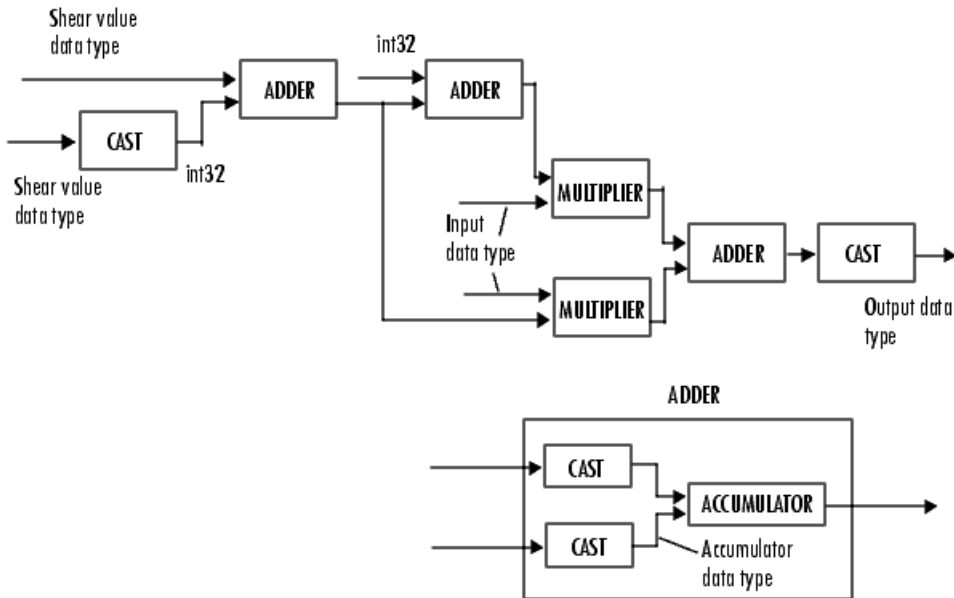 Shear value
data type
int32
ADDER
ADDER
CAST
int32
Shear value
data type
MULTIPLIER
Input
data type
ADDER
CAST
MULTIPLIER
Output data
type
ADDER
CAST
ACCUMULATOR
CAST
Accumulator
data type